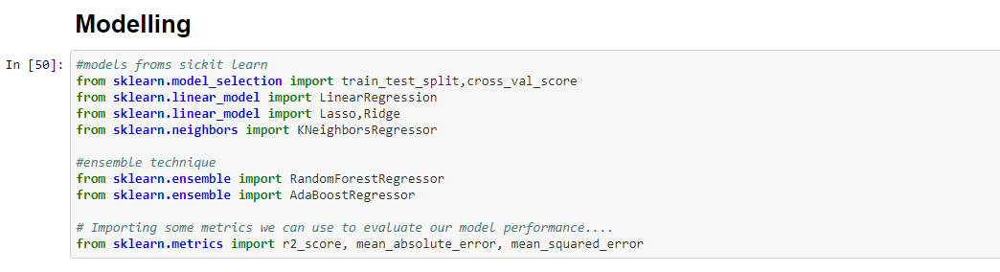 Modelling
In [50]: #models froms sickit learn
from sklearn.model_selection import train_test_split,cross_val_score
from sklearn.linear_model import LinearRegression
from sklearn.linear_model import Lasso,Ridge
from sklearn.neighbors import KNeighborsRegressor
#ensemble technique
from sklearn.ensemble import RandomForestRegressor
from sklearn.ensemble import AdaBoostRegressor
# Importing some metrics we can use to evaluate our model performance....
from sklearn.metrics import r2_score, mean_absolute_error, mean_squared_error